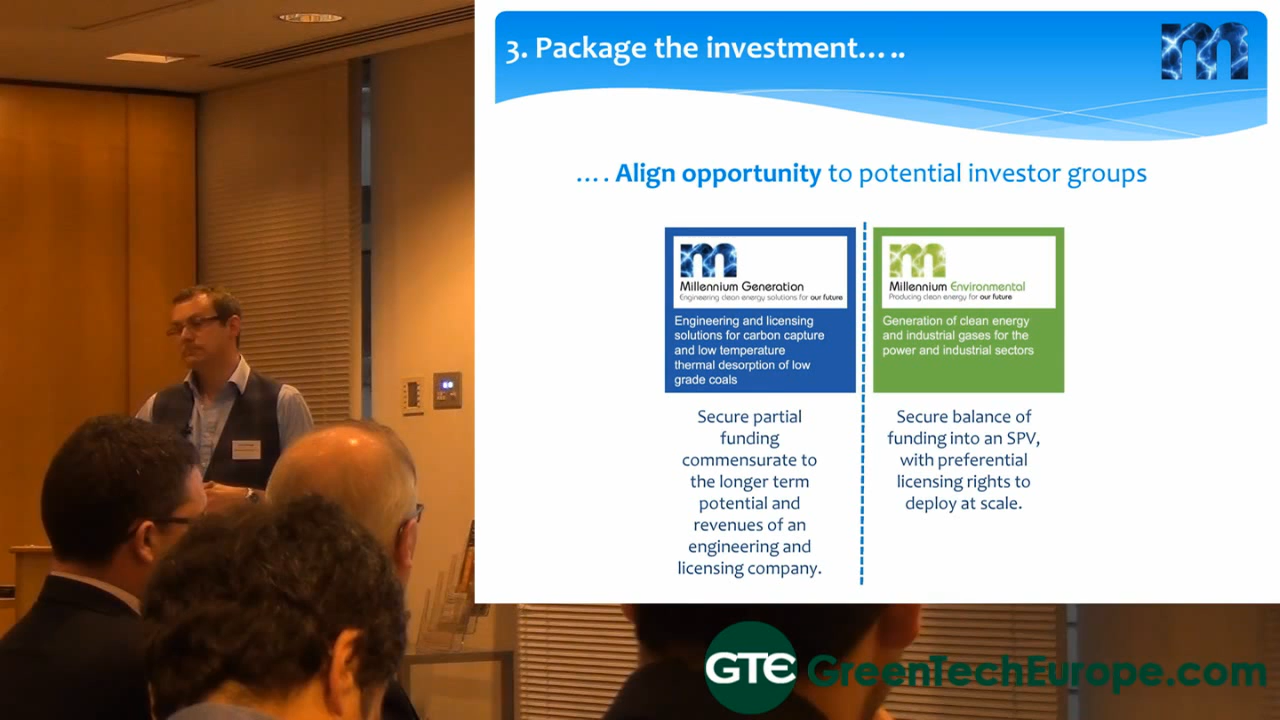 3. Package the investment…..
m
…. Align opportunity to potential investor groups
m
Millennium Generation
Engineering clean energy solutions for our future
Engineering and licensing
solutions for carbon capture
and low temperature
thermal desorption of low
grade coals
m
Millennium Environmental
Producing clean energy for our future
Generation of clean energy
and industrial gases for the
power and industrial sectors
Secure partial
funding
commensurate to
the longer term
potential and
revenues of an
engineering and
licensing company.
Secure balance of
funding into an SPV,
with preferential
licensing rights to
deploy at scale.
GTE GreenTechEurope.com